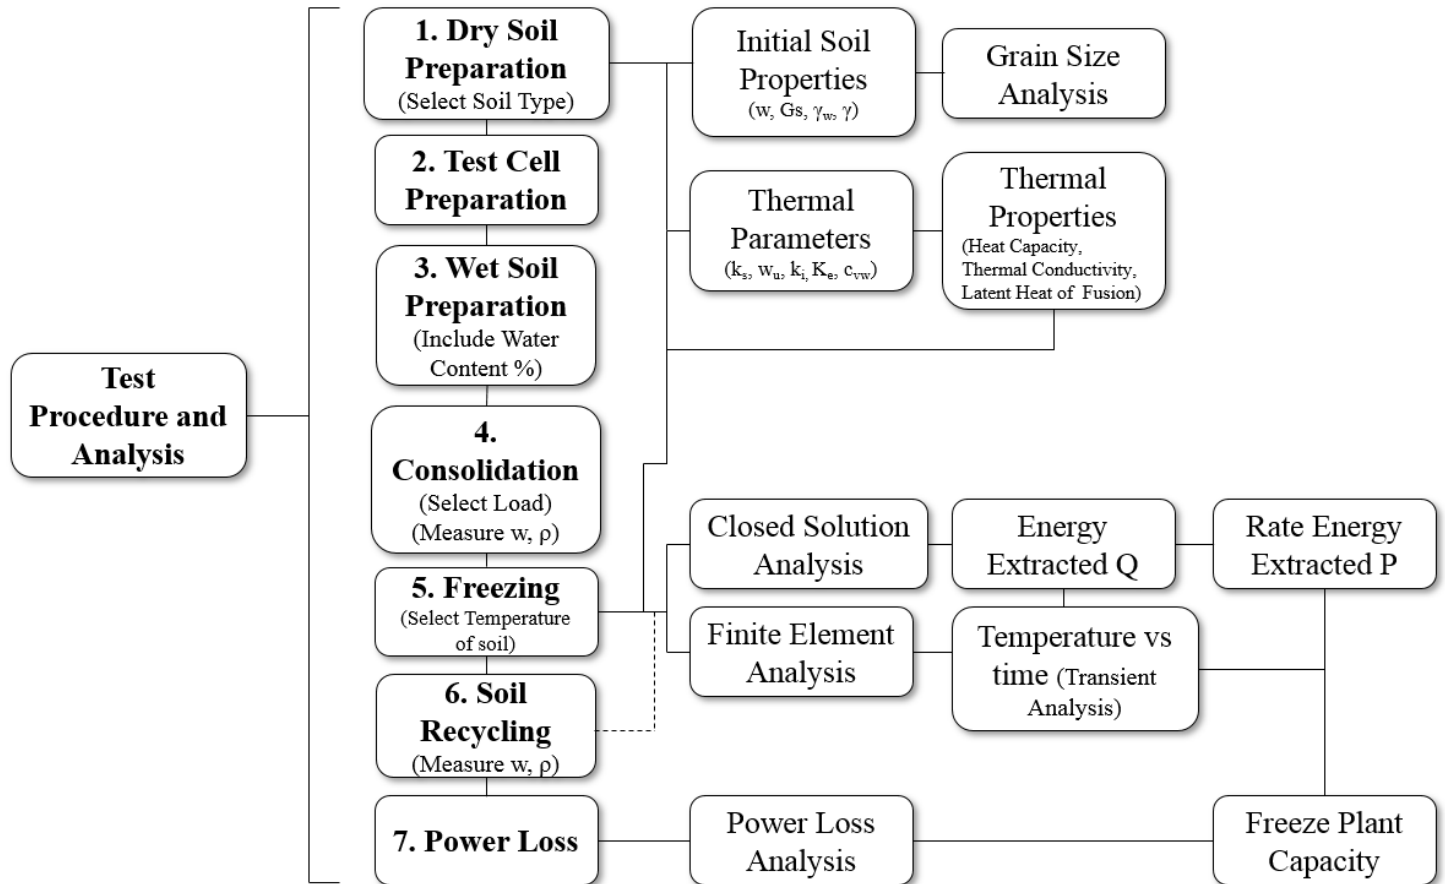 Test
Procedure and
Analysis
1. Dry Soil
Preparation
(Select Soil Type)
2. Test Cell
Preparation
3. Wet Soil
Preparation
(Include Water
Content %)
4.
Consolidation
(Select Load)
(Measure w, ρ)
5. Freezing
(Select Temperature
of soil)
6. Soil
Recycling
(Measure w, ρ)
7. Power Loss
Initial Soil
Properties
(w, Gs, γw, γ)
Grain Size
Analysis
Thermal
Parameters
(ks, wu, ki, Ke, cvw)
Thermal
Properties
(Heat Capacity,
Thermal Conductivity,
Latent Heat of Fusion)
Closed Solution
Analysis
Energy
Extracted Q
Rate Energy
Extracted P
Finite Element
Analysis
Temperature vs
time (Transient
Analysis)
Power Loss
Analysis
Freeze Plant
Capacity